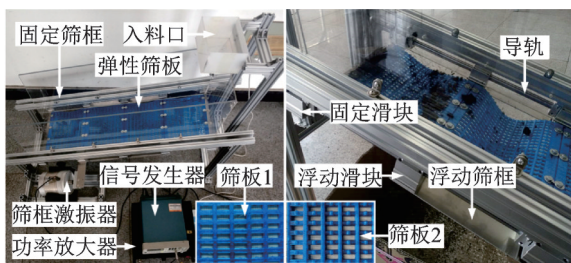 固定筛框
入料口
弹性筛板
导轨
固定滑块
信号发生器
筛板1
浮动滑块
浮动筛框
筛框激振器
功率放大器
筛板2